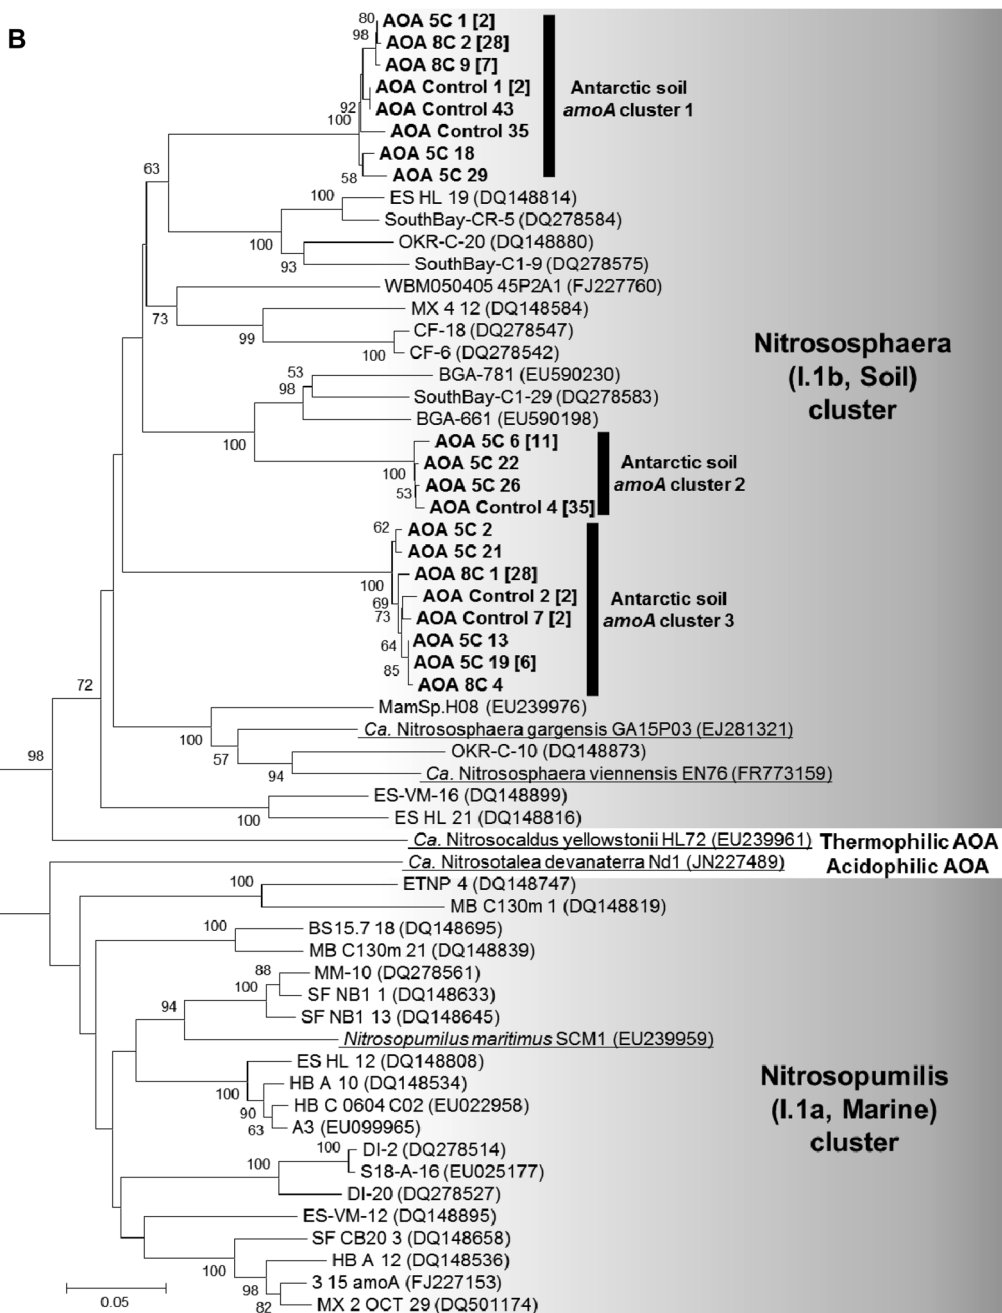 B
80
AOA 5C 1 [2]
98
AOA 8C 2 [28]
AOA 8C 9 [7]
AOA Control 1 [2]
92
AOA Control 43
100
AOA Control 35
AOA 5C 18
58
AOA 5C 29
Antarctic soil
amoA cluster 1
63
100
ES HL 19 (DQ148814)
SouthBay-CR-5 (DQ278584)
100
OKR-C-20 (DQ148880)
93
SouthBay-C1-9 (DQ278575)
WBM050405 45P2A1 (FJ227760)
73
MX 4 12 (DQ148584)
99
CF-18 (DQ278547)
100
CF-6 (DQ278542)
53
BGA-781 (EU590230)
98
SouthBay-C1-29 (DQ278583)
BGA-661 (EU590198)
100
AOA 5C 6 [11]
100
AOA 5C 22
53
AOA 5C 26
AOA Control 4 [35]
Antarctic soil
amoA cluster 2
62
AOA 5C 2
AOA 5C 21
100
AOA 8C 1 [28]
69
AOA Control 2 [2]
73
AOA Control 7 [2]
64
AOA 5C 13
85
AOA 5C 19 [6]
AOA 8C 4
Antarctic soil
amoA cluster 3
Nitrososphaera
(I.1b, Soil)
cluster
72
MamSp.H08 (EU239976)
100
Ca. Nitrososphaera gargensis GA15P03 (EJ281321)
57
OKR-C-10 (DQ148873)
94
Ca. Nitrososphaera viennensis EN76 (FR773159)
98
ES-VM-16 (DQ148899)
100
ES HL 21 (DQ148816)
Ca. Nitrosocaldus yellowstonii HL72 (EU239961) Thermophilic AOA
Ca. Nitrosotalea devanaterra Nd1 (JN227489) Acidophilic AOA
100
ETNP 4 (DQ148747)
MB C130m 1 (DQ148819)
100
BS15.7 18 (DQ148695)
MB C130m 21 (DQ148839)
88
MM-10 (DQ278561)
100
SF NB1 1 (DQ148633)
94
SF NB1 13 (DQ148645)
Nitrosopumilus maritimus SCM1 (EU239959)
ES HL 12 (DQ148808)
100
HB A 10 (DQ148534)
90
HB C 0604 C02 (EU022958)
63
A3 (EU099965)
100
DI-2 (DQ278514)
100
S18-A-16 (EU025177)
DI-20 (DQ278527)
ES-VM-12 (DQ148895)
SF CB20 3 (DQ148658)
100
HB A 12 (DQ148536)
98
3 15 amoA (FJ227153)
82
MX 2 OCT 29 (DQ501174)
Nitrosopumilis
(I.1a, Marine)
cluster
0.05